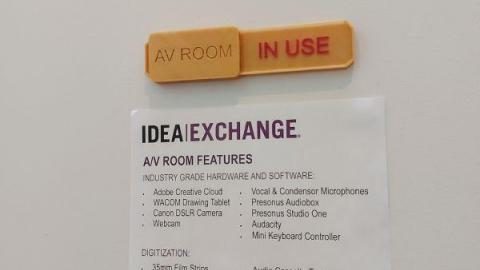 AV ROOM IN USE
IDEA|EXCHANGE®
A/V ROOM FEATURES
INDUSTRY GRADE HARDWARE AND SOFTWARE:
• Adobe Creative Cloud
• WACOM Drawing Tablet
• Canon DSLR Camera
• Webcam
• Vocal & Condensor Microphones
• Presonus Audiobox
• Presonus Studio One
• Audacity
• Mini Keyboard Controller
DIGITIZATION:
• 35mm Film Strips
Audio